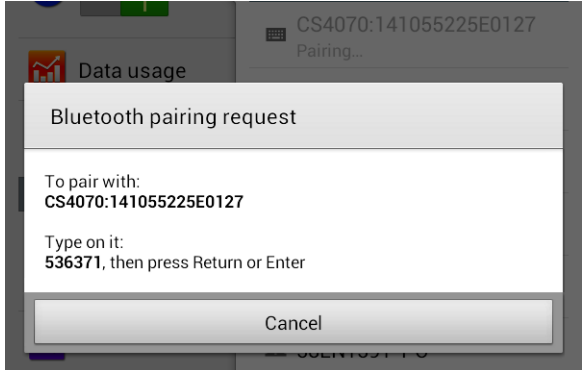 CS4070:141055225E0127
Pairing...
Data usage
Bluetooth pairing request
To pair with:
CS4070:141055225E0127
Type on it:
536371, then press Return or Enter
Cancel